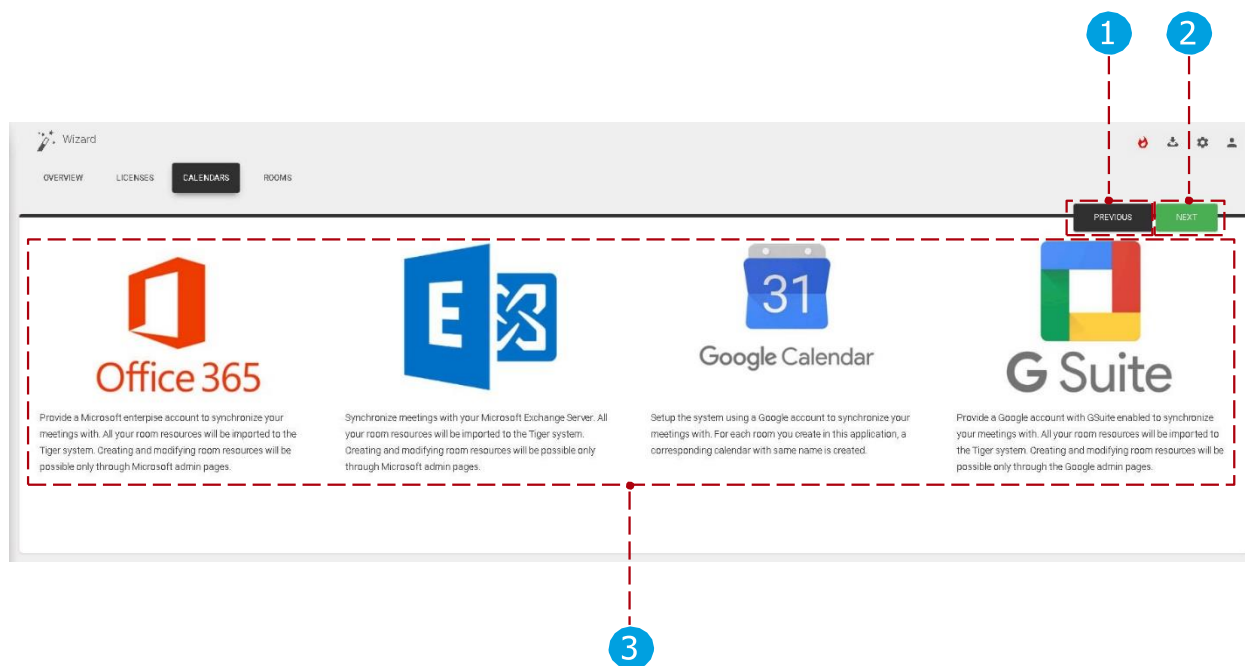 1 2
Wizard
OVERVIEW LICENSES CALENDARS ROOMS
PREVIOUS NEXT
E
31
Office 365
Google Calendar
G Suite
Provide a Microsoft enterpise account to synchronize your
meetings with. All your room resources will be imported to the
Tiger system. Creating and modifying room resources will be
possible only through Microsoft admin pages.
Synchronize meetings with your Microsoft Exchange Server. All
your room resources will be imported to the Tiger system.
Creating and modifying room resources will be possible only
through Microsoft admin pages.
Setup the system using a Google account to synchronize your
meetings with. For each room you create in this application, a
corresponding calendar with same name is created.
Provide a Google account with GSuite enabled to synchronize
your meetings with. All your room resources will be imported to
the Tiger system. Creating and modifying room resources will be
possible only through the Google admin pages.
3